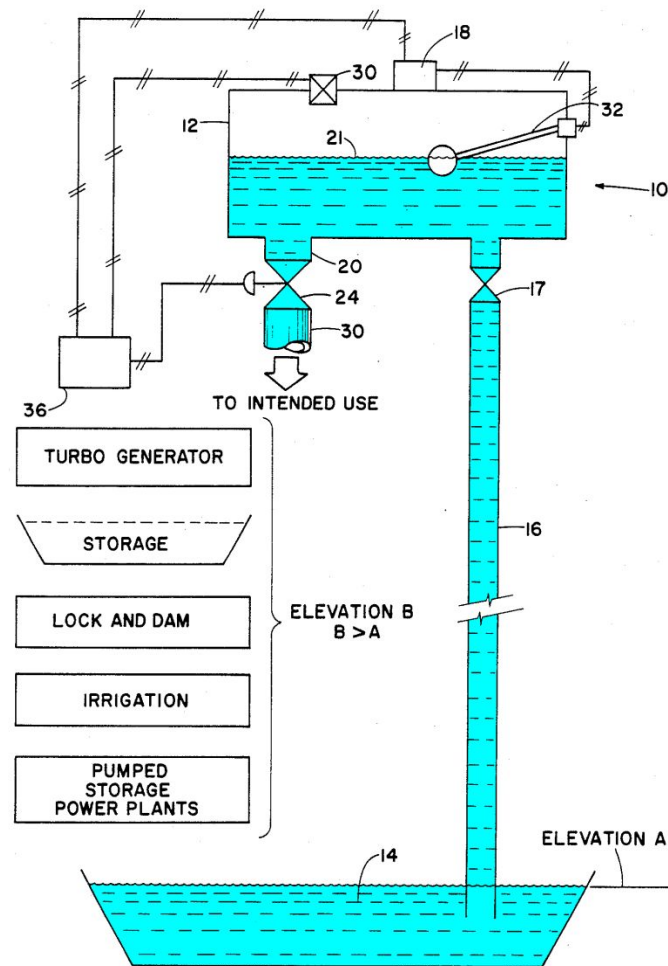 18
30
12
32
21
10
20
24
17
30
36
TO INTENDED USE
TURBO GENERATOR
STORAGE
16
LOCK AND DAM
ELEVATION B
B > A
IRRIGATION
PUMPED
STORAGE
POWER PLANTS
14
ELEVATION A